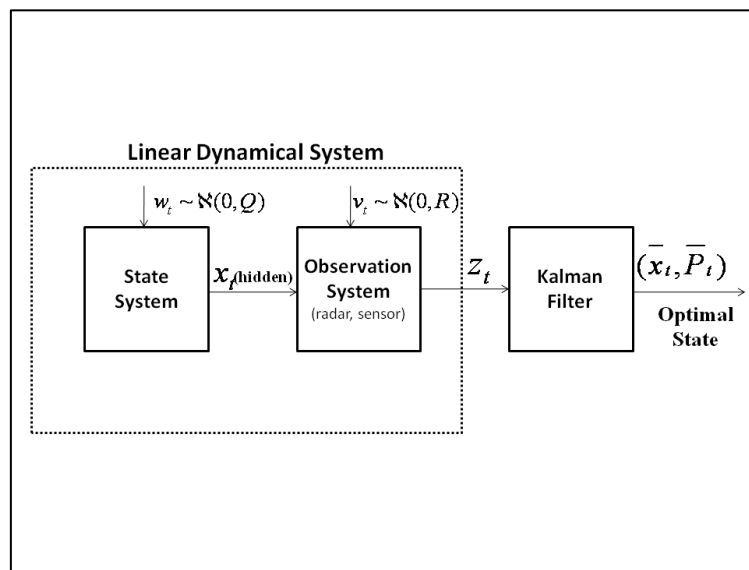 Linear Dynamical System
w_t ~ ℵ(0, Q)
v_t ~ ℵ(0, R)
State
System
x_t(hidden)
Observation
System
(radar, sensor)
z_t
Kalman
Filter
(x̅_t, P̅_t)
Optimal
State